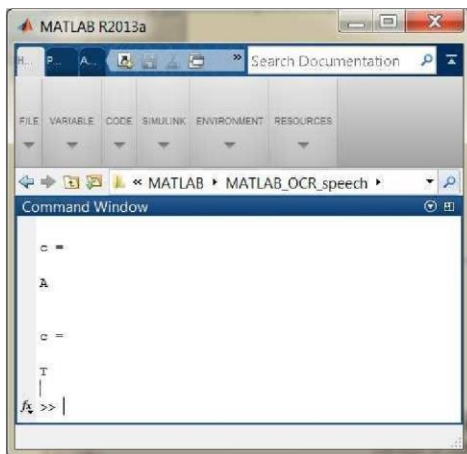 MATLAB R2013a
H... P... A... » Search Documentation
FILE VARIABLE CODE SIMULINK ENVIRONMENT RESOURCES
« MATLAB ▸ MATLAB_OCR_speech ▸
Command Window
c =
A
c =
T
fx >>